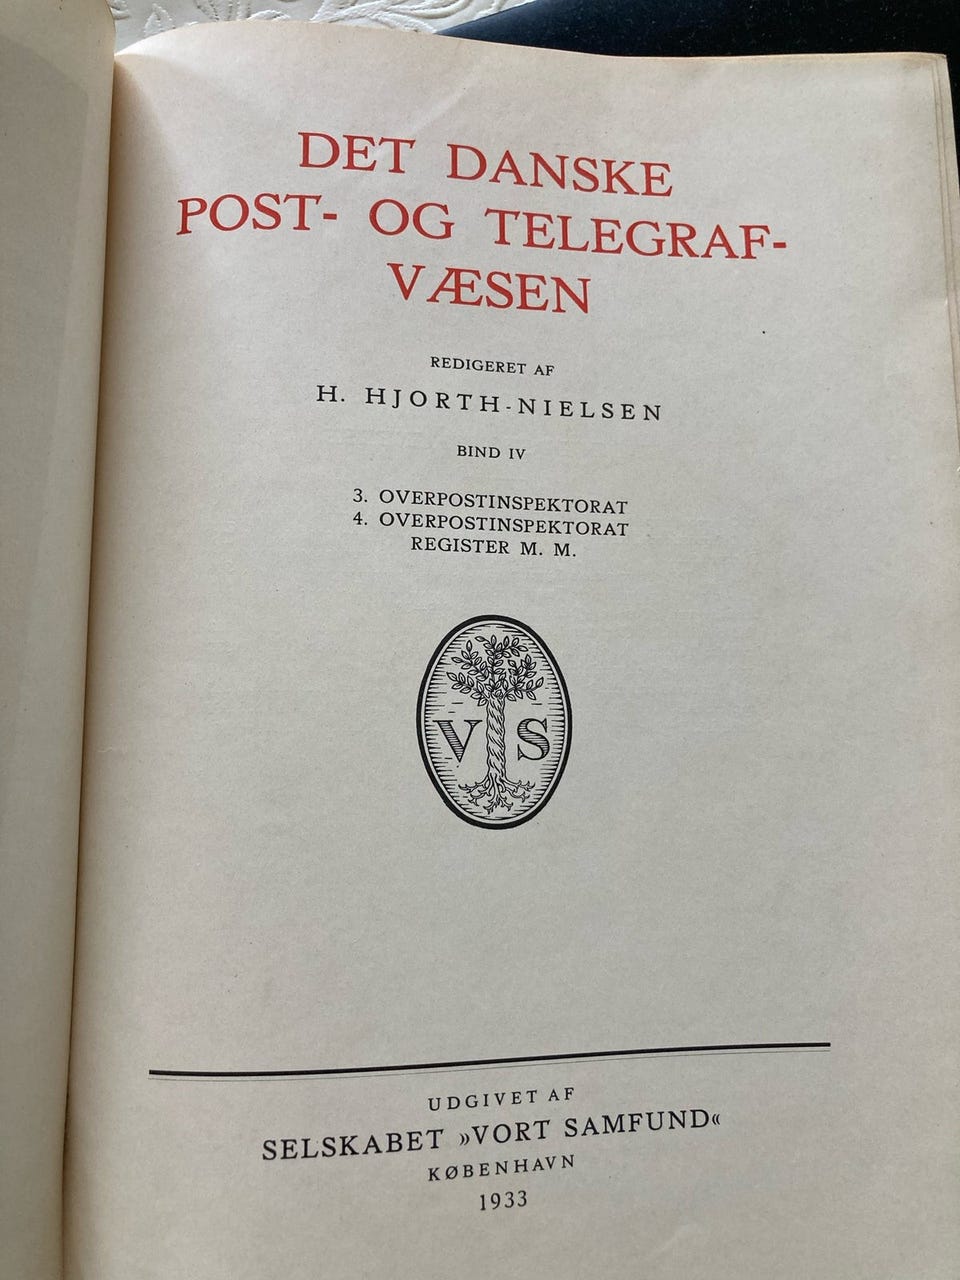 DET DANSKE
POST- OG TELEGRAF-
VÆSEN
REDIGERET AF
H. HJORTH-NIELSEN
BIND IV
3. OVERPOSTINSPEKTORAT
4. OVERPOSTINSPEKTORAT
REGISTER M. M.
V S
UDGIVET AF
SELSKABET »VORT SAMFUND«
KØBENHAVN
1933